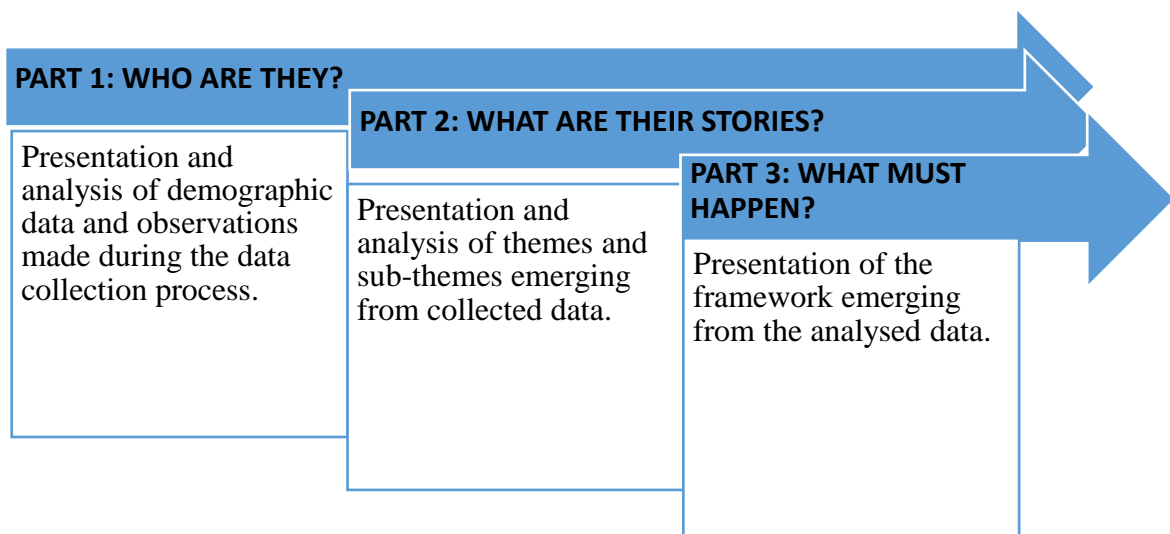 PART 1: WHO ARE THEY?
Presentation and
analysis of demographic
data and observations
made during the data
collection process.
PART 2: WHAT ARE THEIR STORIES?
Presentation and
analysis of themes and
sub-themes emerging
from collected data.
PART 3: WHAT MUST
HAPPEN?
Presentation of the
framework emerging
from the analysed data.